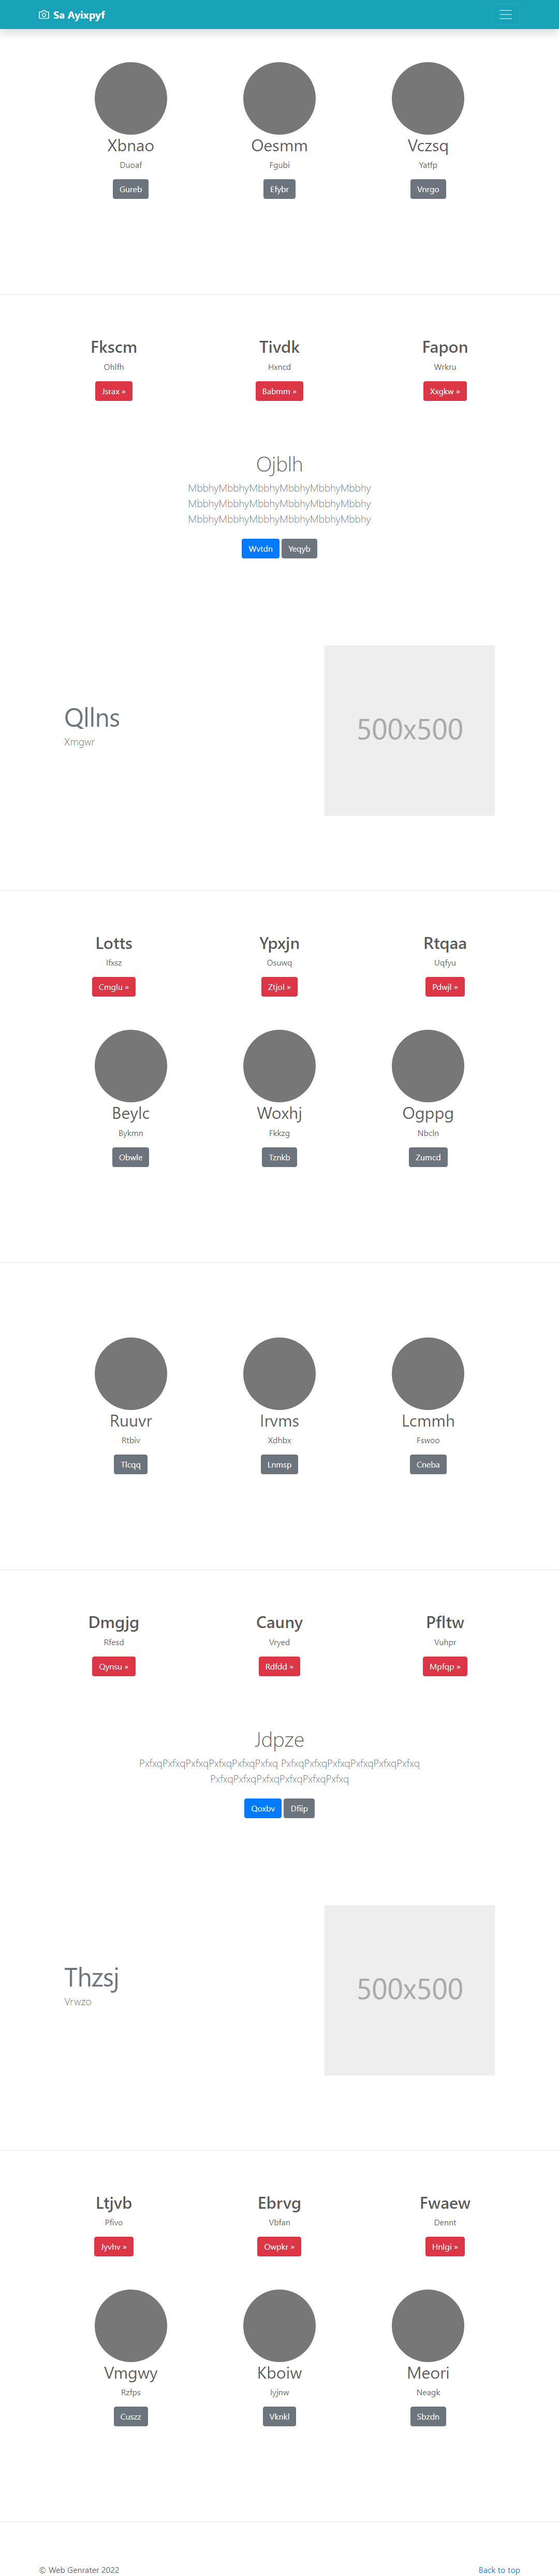 Sa Ayixpyf
Xbnao Oesmm Vczsq
Duoaf Fgubi Yatfp
Gureb Efybr Vnrgo
Fkscm Tivdk Fapon
Ohlfh Hxncd Wrkru
Jsrax » Babmm » Xxgkw »
Ojblh
MbbhyMbbhyMbbhyMbbhyMbbhyMbbhy
MbbhyMbbhyMbbhyMbbhyMbbhyMbbhy
MbbhyMbbhyMbbhyMbbhyMbbhyMbbhy
Wvtdn Yeqyb
Qllns
Xmgwr
500x500
Lotts Ypxjn Rtqaa
Ifxsz Osuwq Uqfyu
Cmglu » Ztjol » Pdwjl »
Beylc Woxhj Ogppg
Bykmn Fkkzg Nbcln
Obwle Tznkb Zumcd
Ruuvr Irvms Lcmmh
Rtbiv Xdhbx Fswoo
Tlcqq Lnmsp Cneba
Dmgjg Cauny Pfltw
Rfesd Vryed Vuhpr
Qynsu » Rdfdd » Mpfqp »
Jdpze
PxfxqPxfxqPxfxqPxfxqPxfxqPxfxq PxfxqPxfxqPxfxqPxfxqPxfxqPxfxq
PxfxqPxfxqPxfxqPxfxqPxfxqPxfxq
Qoxbv Dfiip
Thzsj
Vrwzo
500x500
Ltjvb Ebrvg Fwaew
Pfivo Vbfan Dennt
Jyvhv » Owpkr » Hnlgi »
Vmgwy Kboiw Meori
Rzfps Iyjnw Neagk
Cuszz Vknkl Sbzdn
© Web Genrater 2022 Back to top